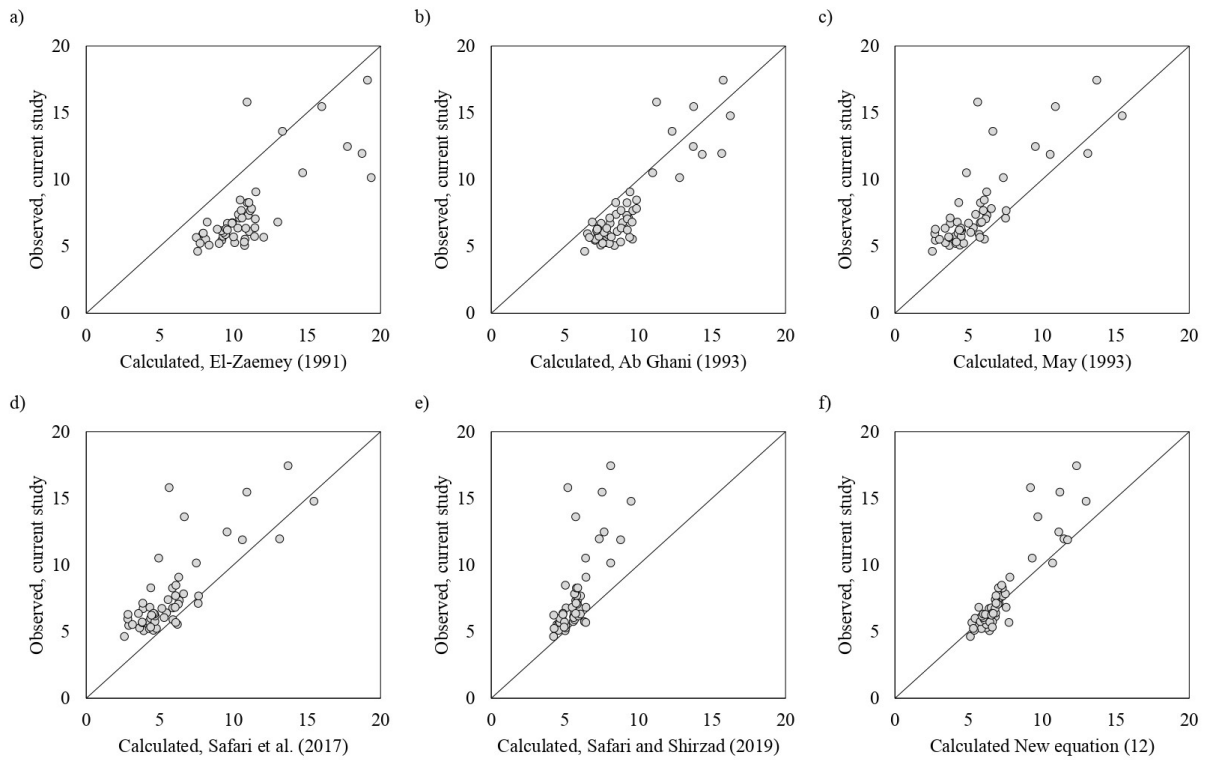 a)
20
15
10
5
0
Observed, current study
0 5 10 15 20
Calculated, El-Zaemey (1991)
b)
20
15
10
5
0
Observed, current study
0 5 10 15 20
Calculated, Ab Ghani (1993)
c)
20
15
10
5
0
Observed, current study
0 5 10 15 20
Calculated, May (1993)
d)
20
15
10
5
0
Observed, current study
0 5 10 15 20
Calculated, Safari et al. (2017)
e)
20
15
10
5
0
Observed, current study
0 5 10 15 20
Calculated, Safari and Shirzad (2019)
f)
20
15
10
5
0
Observed, current study
0 5 10 15 20
Calculated New equation (12)